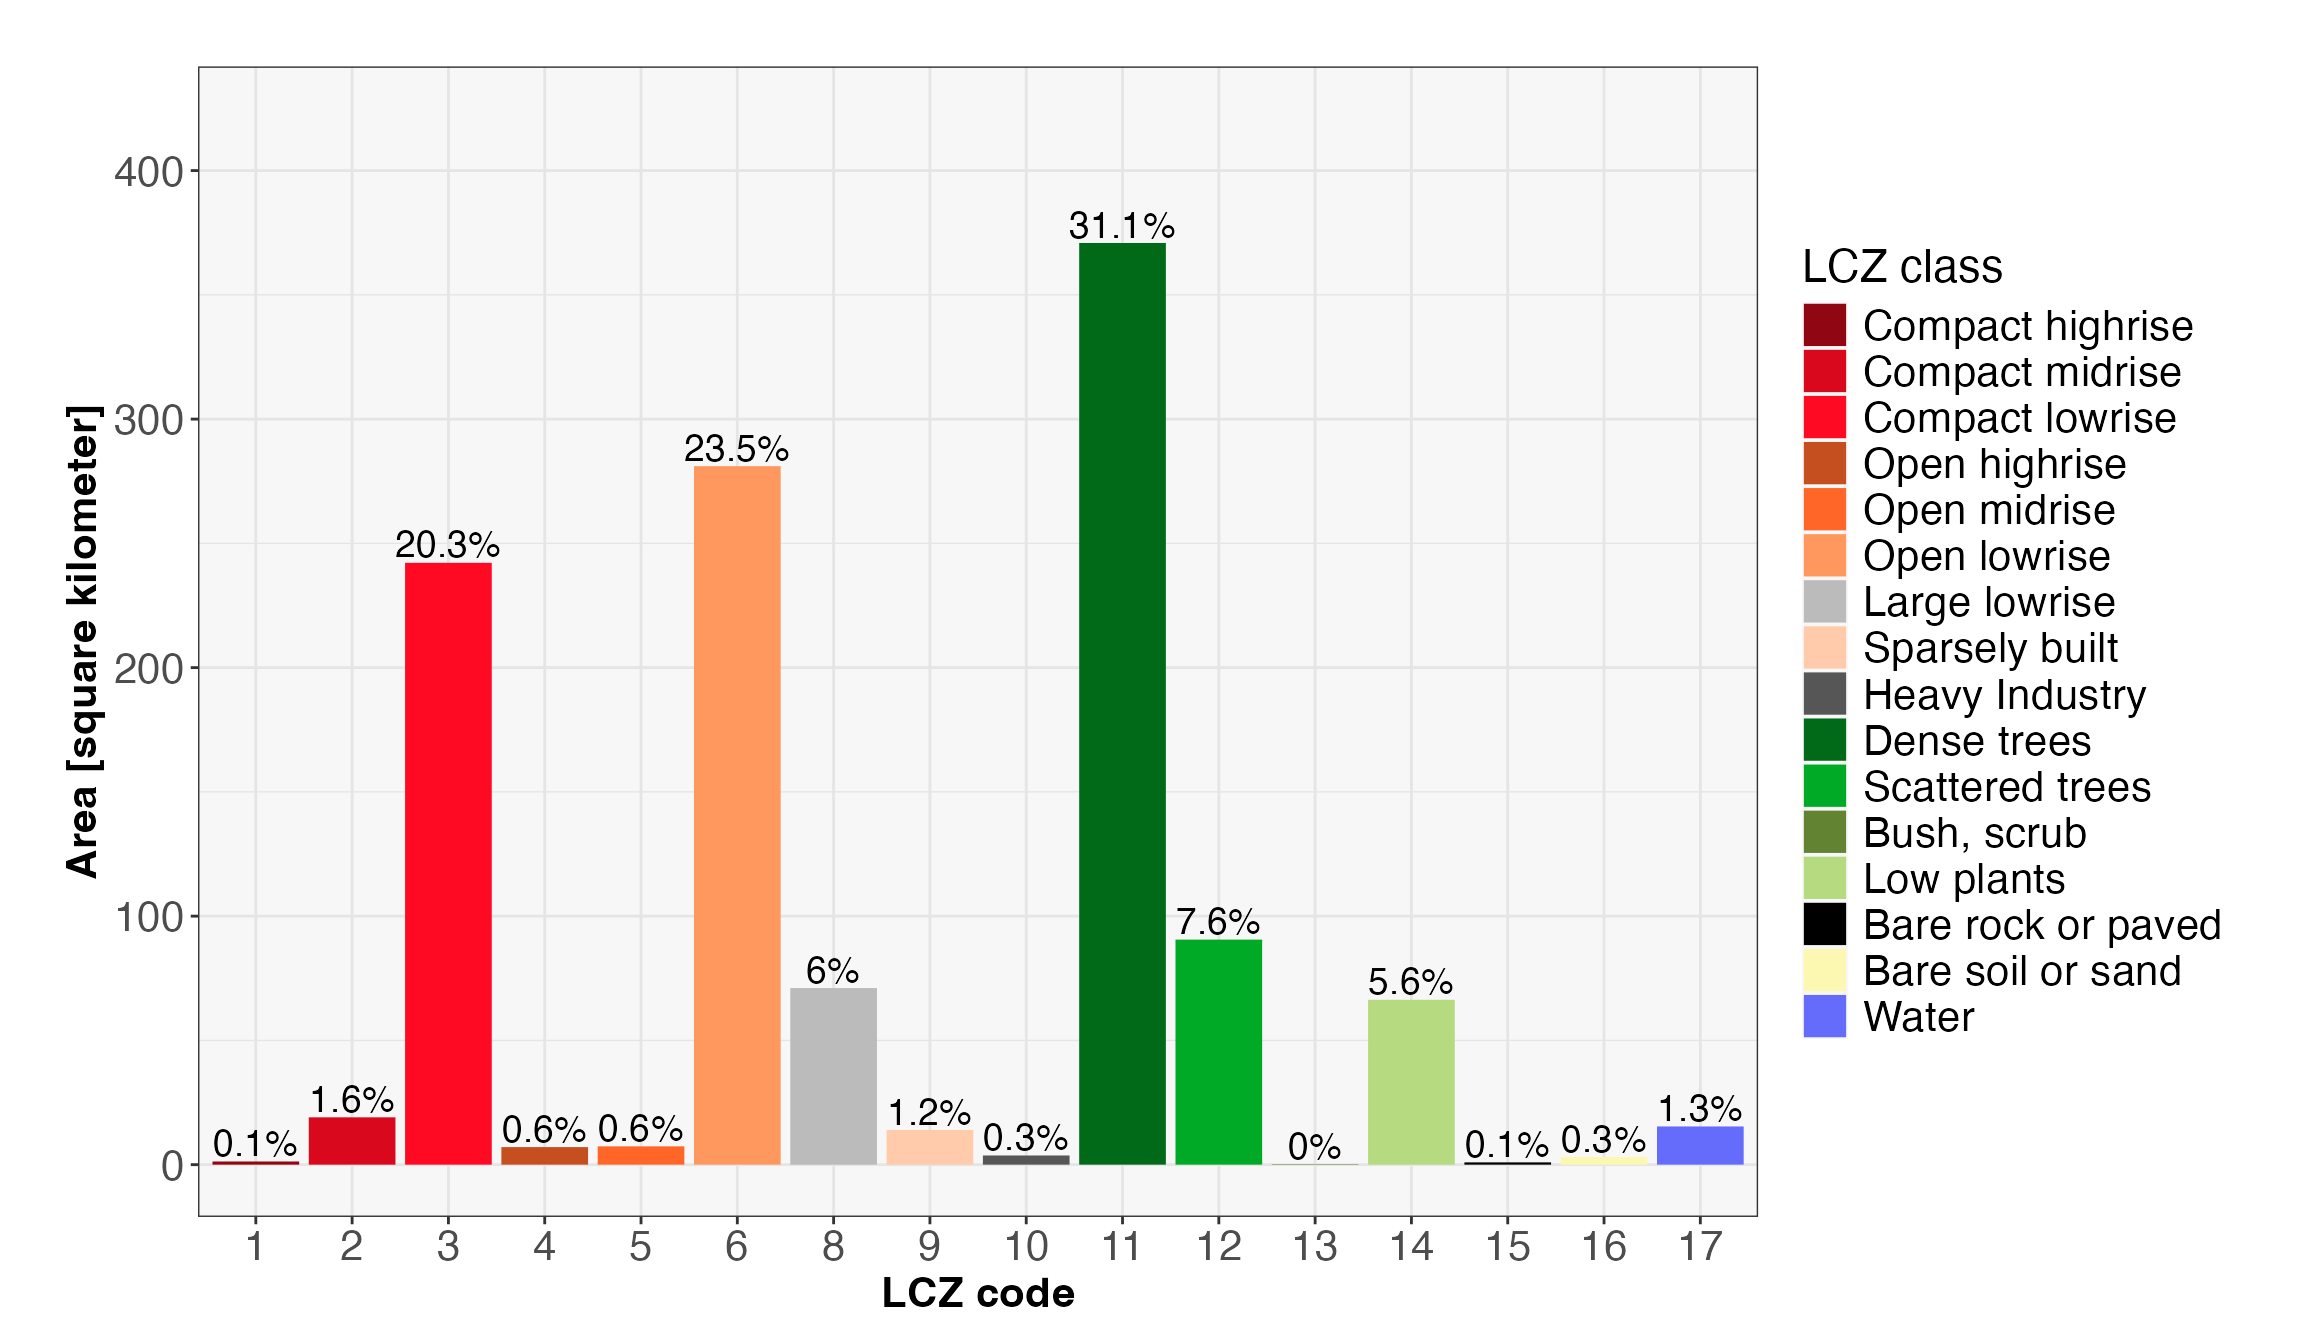 400
300
200
100
0
Area [square kilometer]
0.1%
1.6%
20.3%
0.6%
0.6%
23.5%
6%
1.2%
0.3%
31.1%
7.6%
0%
5.6%
0.1%
0.3%
1.3%
1 2 3 4 5 6 8 9 10 11 12 13 14 15 16 17
LCZ code
LCZ class
Compact highrise
Compact midrise
Compact lowrise
Open highrise
Open midrise
Open lowrise
Large lowrise
Sparsely built
Heavy Industry
Dense trees
Scattered trees
Bush, scrub
Low plants
Bare rock or paved
Bare soil or sand
Water